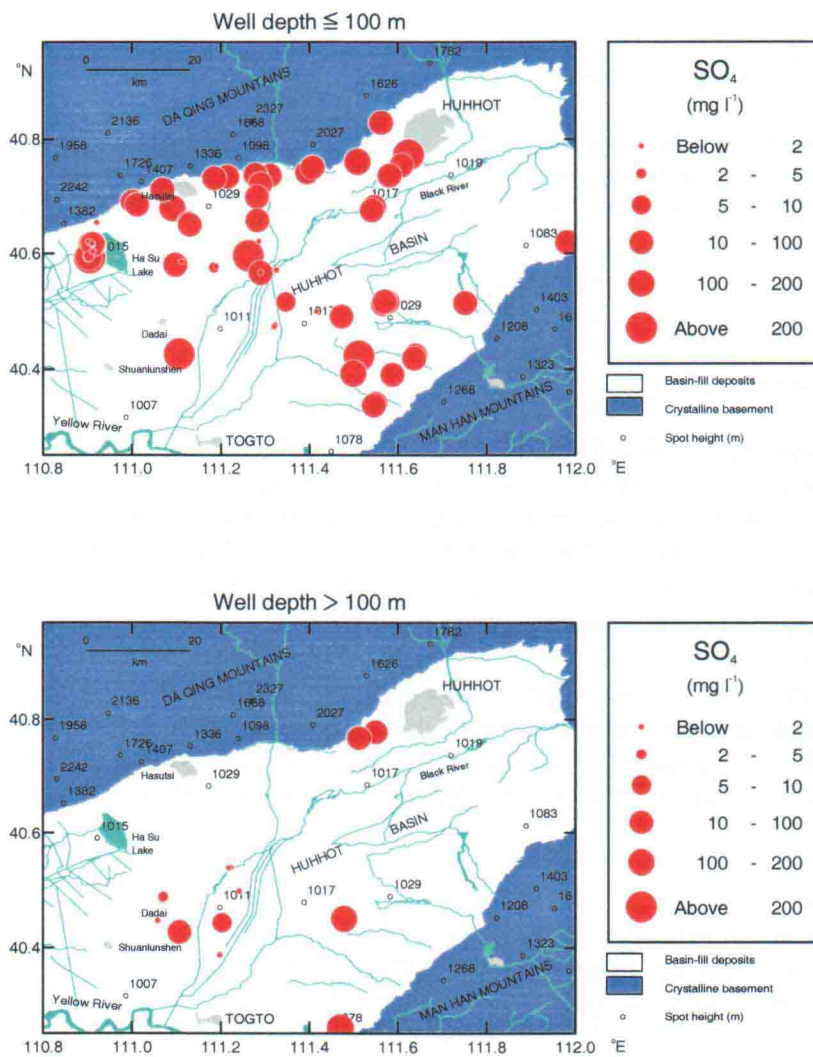 Well depth ≦ 100 m
°N
0 20
km
1782
1626
DA QING MOUNTAINS
HUHHOT
2327
2136
1668
40.8
2027
1958
1336
1098
1726
1407
1019
2242
Hasutsi
1029
1017
Black River
1382
40.6
015
Ha Su
Lake
BASIN
1083
HUHHOT
1011
1017
029
1403
Dadai
16
1208
40.4
Shuanlunshen
1323
1268
1007
MAN HAN MOUNTAINS
Yellow River
TOGTO
1078
110.8 111.0 111.2 111.4 111.6 111.8 112.0
°E
SO4
(mg l-1)
Below 2
2 - 5
5 - 10
10 - 100
100 - 200
Above 200
Basin-fill deposits
Crystalline basement
Spot height (m)
Well depth > 100 m
°N
0 20
km
1782
1626
DA QING MOUNTAINS
HUHHOT
2327
2136
1668
40.8
2027
1958
1336
1098
1726
1407
1019
2242
Hasutsi
1029
1017
Black River
1382
40.6
1015
Ha Su
Lake
BASIN
1083
HUHHOT
1011
1017
1029
1403
Dadai
16
1208
40.4
Shuanlunshen
1323
1268
1007
MAN HAN MOUNTAINS
Yellow River
TOGTO
078
110.8 111.0 111.2 111.4 111.6 111.8 112.0
°E
SO4
(mg l-1)
Below 2
2 - 5
5 - 10
10 - 100
100 - 200
Above 200
Basin-fill deposits
Crystalline basement
Spot height (m)